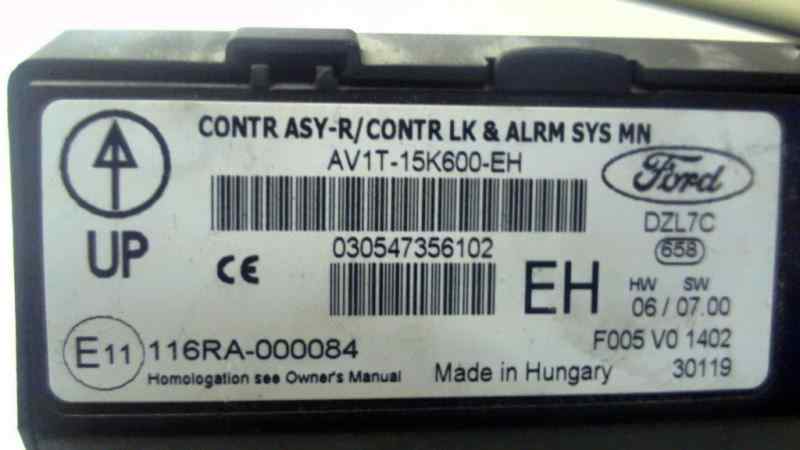 CONTR ASY-R/CONTR LK & ALRM SYS MN
AV1T-15K600-EH
Ford
UP
DZL7C
030547356102
658
CE
EH
HW SW
06 / 07.00
E11
116RA-000084
F005 V0 1402
Homologation see Owner's Manual
Made in Hungary
30119